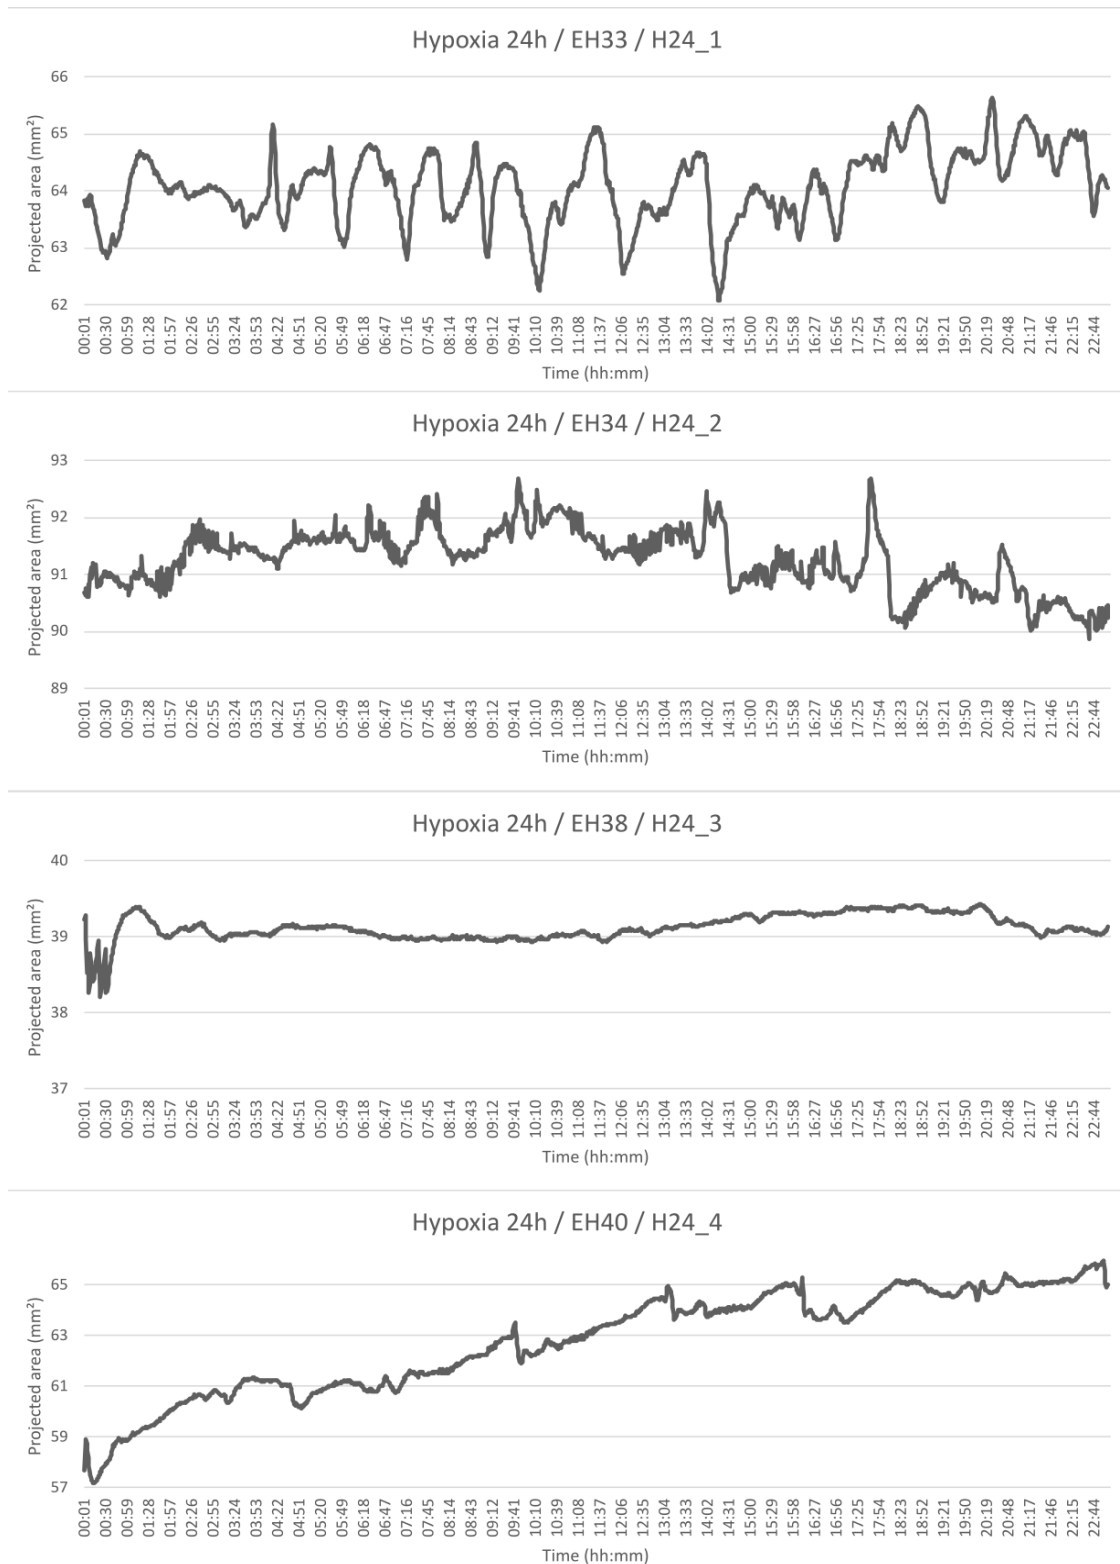 Hypoxia 24h / EH33 / H24_1
Projected area (mm²)
66
65
64
63
62
00:01 00:30 00:59 01:28 01:57 02:26 02:55 03:24 03:53 04:22 04:51 05:20 05:49 06:18 06:47 07:16 07:45 08:14 08:43 09:12 09:41 10:10 10:39 11:08 11:37 12:06 12:35 13:04 13:33 14:02 14:31 15:00 15:29 15:58 16:27 16:56 17:25 17:54 18:23 18:52 19:21 19:50 20:19 20:48 21:17 21:46 22:15 22:44
Time (hh:mm)
Hypoxia 24h / EH34 / H24_2
Projected area (mm²)
93
92
91
90
89
00:01 00:30 00:59 01:28 01:57 02:26 02:55 03:24 03:53 04:22 04:51 05:20 05:49 06:18 06:47 07:16 07:45 08:14 08:43 09:12 09:41 10:10 10:39 11:08 11:37 12:06 12:35 13:04 13:33 14:02 14:31 15:00 15:29 15:58 16:27 16:56 17:25 17:54 18:23 18:52 19:21 19:50 20:19 20:48 21:17 21:46 22:15 22:44
Time (hh:mm)
Hypoxia 24h / EH38 / H24_3
Projected area (mm²)
40
39
38
37
00:01 00:30 00:59 01:28 01:57 02:26 02:55 03:24 03:53 04:22 04:51 05:20 05:49 06:18 06:47 07:16 07:45 08:14 08:43 09:12 09:41 10:10 10:39 11:08 11:37 12:06 12:35 13:04 13:33 14:02 14:31 15:00 15:29 15:58 16:27 16:56 17:25 17:54 18:23 18:52 19:21 19:50 20:19 20:48 21:17 21:46 22:15 22:44
Time (hh:mm)
Hypoxia 24h / EH40 / H24_4
Projected area (mm²)
65
63
61
59
57
00:01 00:30 00:59 01:28 01:57 02:26 02:55 03:24 03:53 04:22 04:51 05:20 05:49 06:18 06:47 07:16 07:45 08:14 08:43 09:12 09:41 10:10 10:39 11:08 11:37 12:06 12:35 13:04 13:33 14:02 14:31 15:00 15:29 15:58 16:27 16:56 17:25 17:54 18:23 18:52 19:21 19:50 20:19 20:48 21:17 21:46 22:15 22:44
Time (hh:mm)